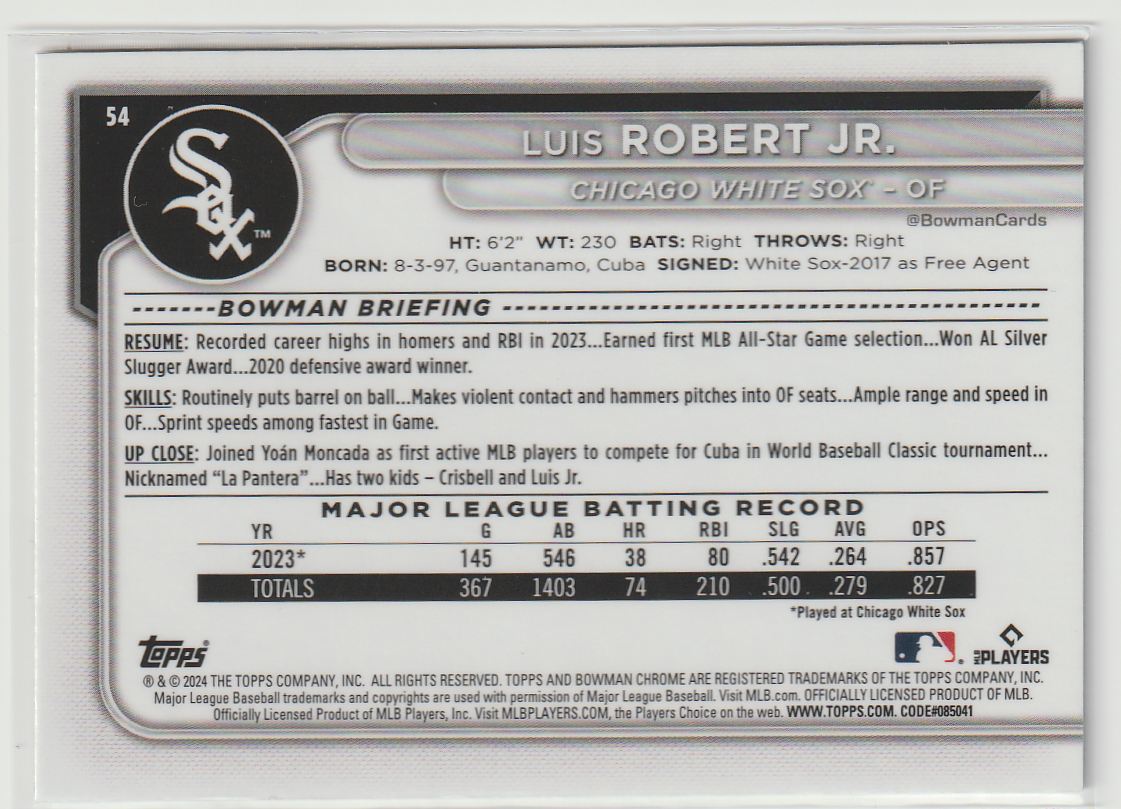 54
Sox
™
LUIS ROBERT JR.
CHICAGO WHITE SOX® – OF
@BowmanCards
HT: 6'2" WT: 230 BATS: Right THROWS: Right
BORN: 8-3-97, Guantanamo, Cuba SIGNED: White Sox-2017 as Free Agent
BOWMAN BRIEFING
RESUME: Recorded career highs in homers and RBI in 2023...Earned first MLB All-Star Game selection...Won AL Silver
Slugger Award...2020 defensive award winner.
SKILLS: Routinely puts barrel on ball...Makes violent contact and hammers pitches into OF seats...Ample range and speed in
OF...Sprint speeds among fastest in Game.
UP CLOSE: Joined Yoán Moncada as first active MLB players to compete for Cuba in World Baseball Classic tournament...
Nicknamed “La Pantera”...Has two kids – Crisbell and Luis Jr.
MAJOR LEAGUE BATTING RECORD
YR G AB HR RBI SLG AVG OPS
2023* 145 546 38 80 .542 .264 .857
TOTALS 367 1403 74 210 .500 .279 .827
*Played at Chicago White Sox
Topps®
MLB PLAYERS
® & © 2024 THE TOPPS COMPANY, INC. ALL RIGHTS RESERVED. TOPPS AND BOWMAN CHROME ARE REGISTERED TRADEMARKS OF THE TOPPS COMPANY, INC.
Major League Baseball trademarks and copyrights are used with permission of Major League Baseball. Visit MLB.com. OFFICIALLY LICENSED PRODUCT OF MLB.
Officially Licensed Product of MLB Players, Inc. Visit MLBPLAYERS.COM, the Players Choice on the web. WWW.TOPPS.COM. CODE#085041